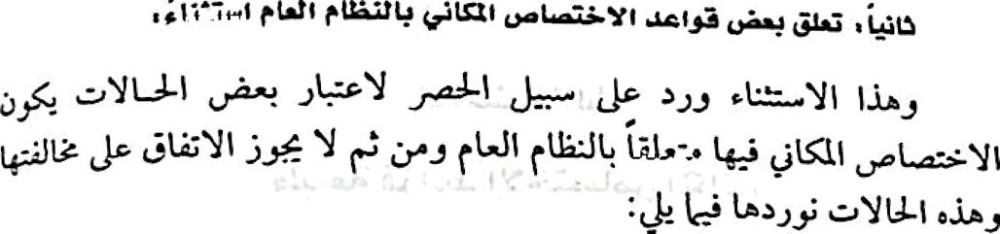 ثانياً: تعلق بعض قواعد الاختصاص المكاني بالنظام العام استثناء:
وهذا الاستثناء ورد على سبيل الحصر لاعتبار بعض الحالات يكون
الاختصاص المكاني فيها متعلقاً بالنظام العام ومن ثم لا يجوز الاتفاق على مخالفتها
وهذه الحالات نوردها فيما يلي: